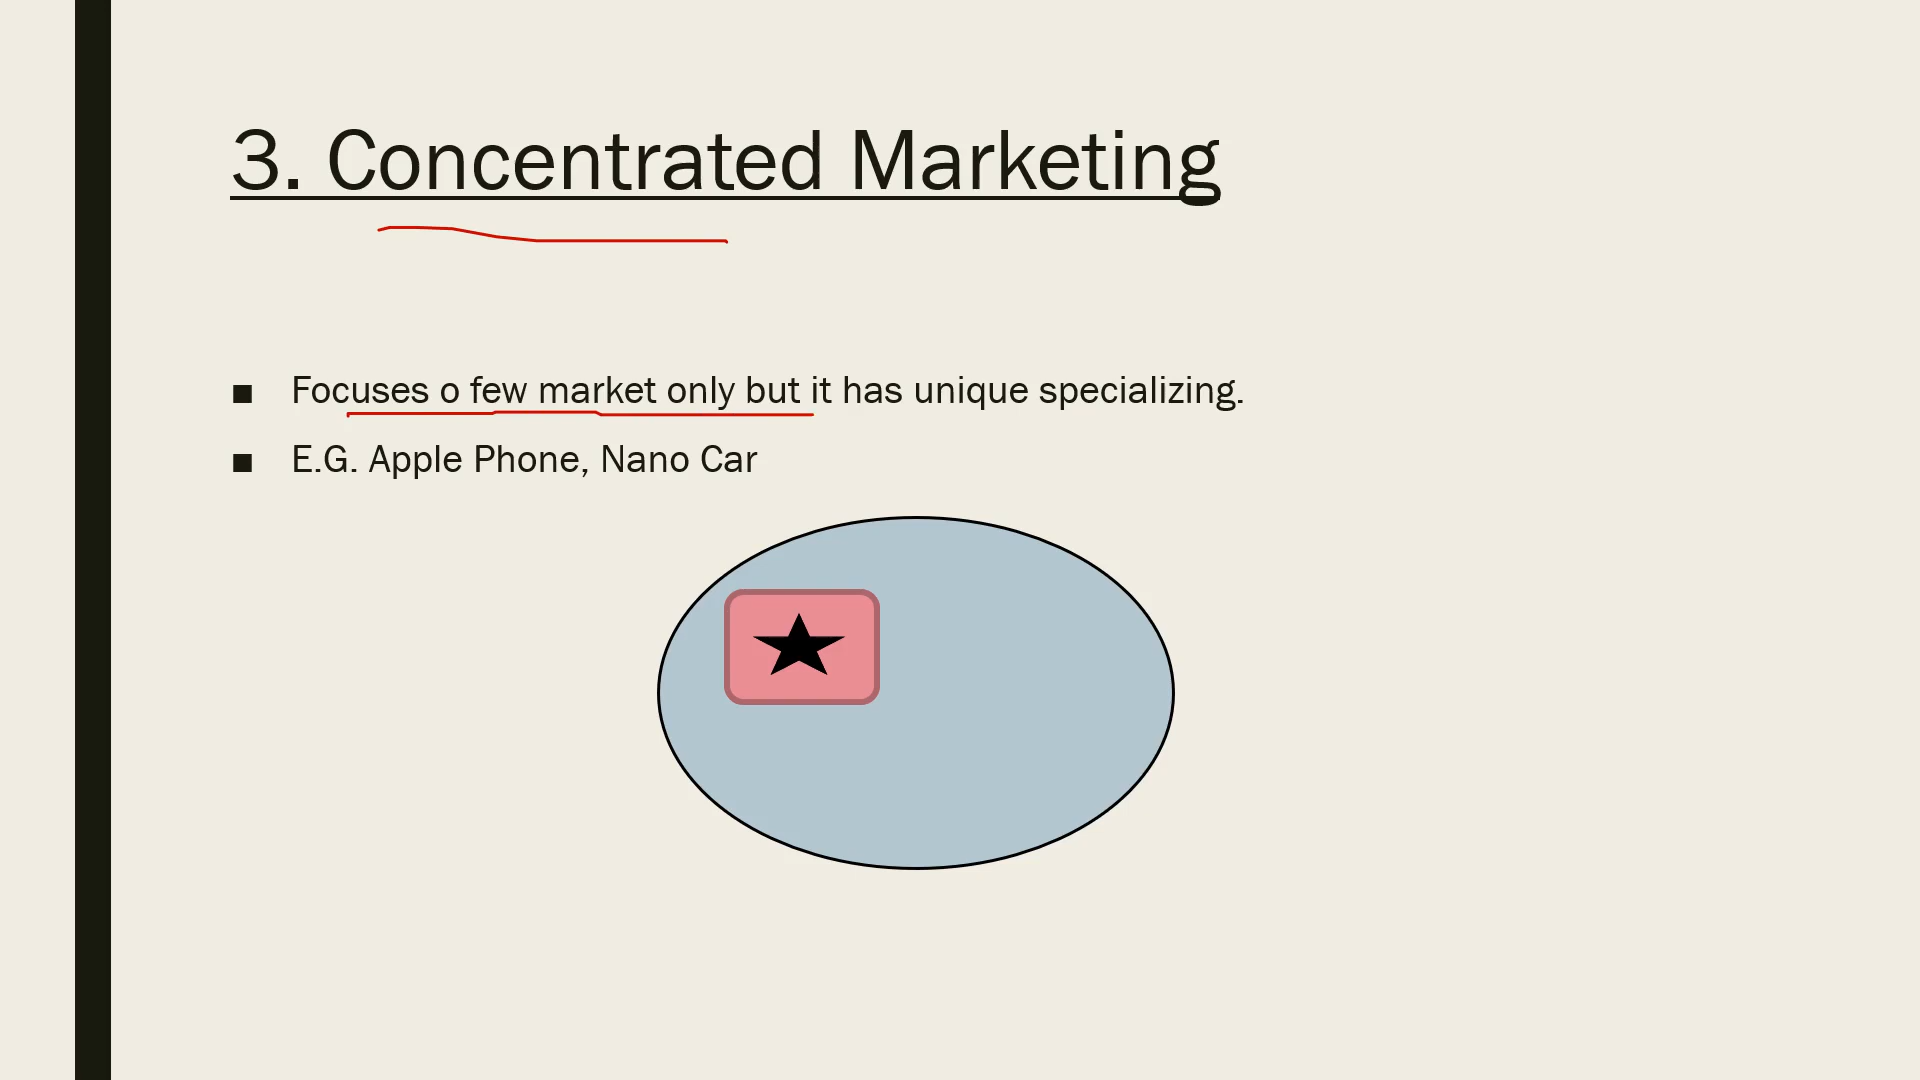 3. Concentrated Marketing
■ Focuses o few market only but it has unique specializing.
■ E.G. Apple Phone, Nano Car